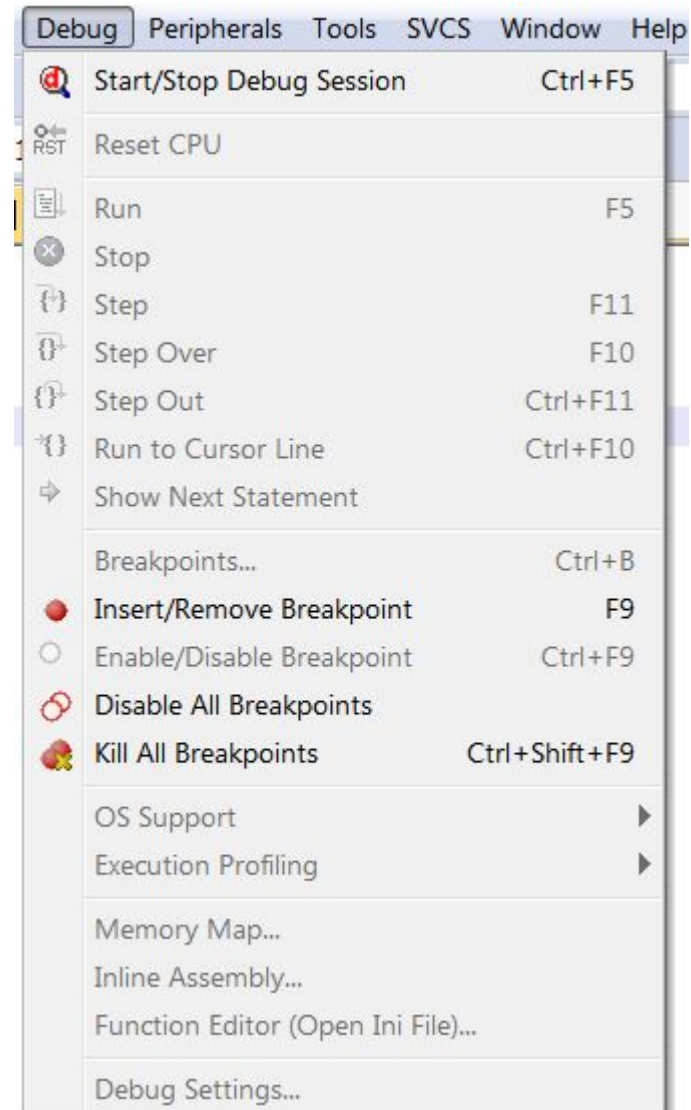 Debug Peripherals Tools SVCS Window Help
Start/Stop Debug Session Ctrl+F5
RST Reset CPU
Run F5
Stop
Step F11
Step Over F10
Step Out Ctrl+F11
Run to Cursor Line Ctrl+F10
Show Next Statement
Breakpoints... Ctrl+B
Insert/Remove Breakpoint F9
Enable/Disable Breakpoint Ctrl+F9
Disable All Breakpoints
Kill All Breakpoints Ctrl+Shift+F9
OS Support
Execution Profiling
Memory Map...
Inline Assembly...
Function Editor (Open Ini File)...
Debug Settings...